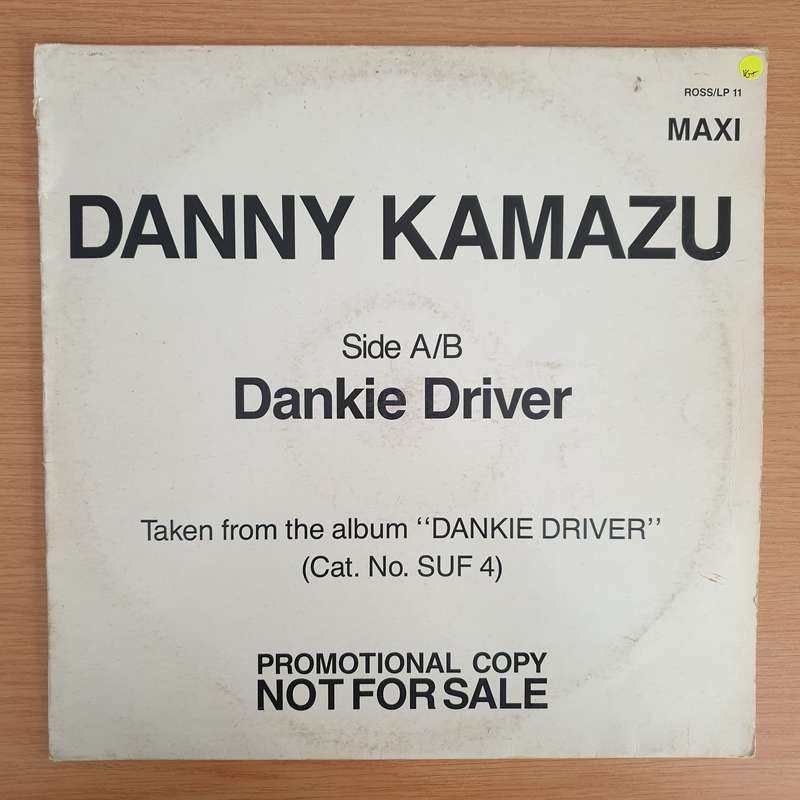 VG+
ROSS/LP 11
MAXI
DANNY KAMAZU
Side A/B
Dankie Driver
Taken from the album ‘‘DANKIE DRIVER’’
(Cat. No. SUF 4)
PROMOTIONAL COPY
NOT FOR SALE